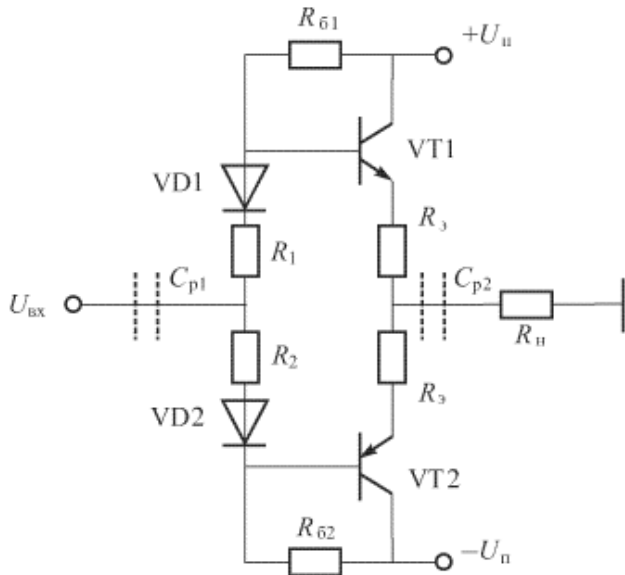 Rб1
+Uп
VT1
VD1
Rэ
R1
Cр1
Cр2
Uвх
Rн
R2
Rэ
VD2
VT2
Rб2
−Uп